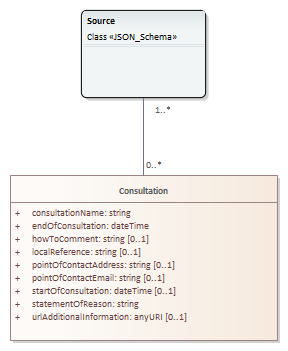 Source
Class «JSON_Schema»
1..*
0..*
Consultation
+ consultationName: string
+ endOfConsultation: dateTime
+ howToComment: string [0..1]
+ localReference: string [0..1]
+ pointOfContactAddress: string [0..1]
+ pointOfContactEmail: string [0..1]
+ startOfConsultation: dateTime [0..1]
+ statementOfReason: string
+ urlAdditionalInformation: anyURI [0..1]